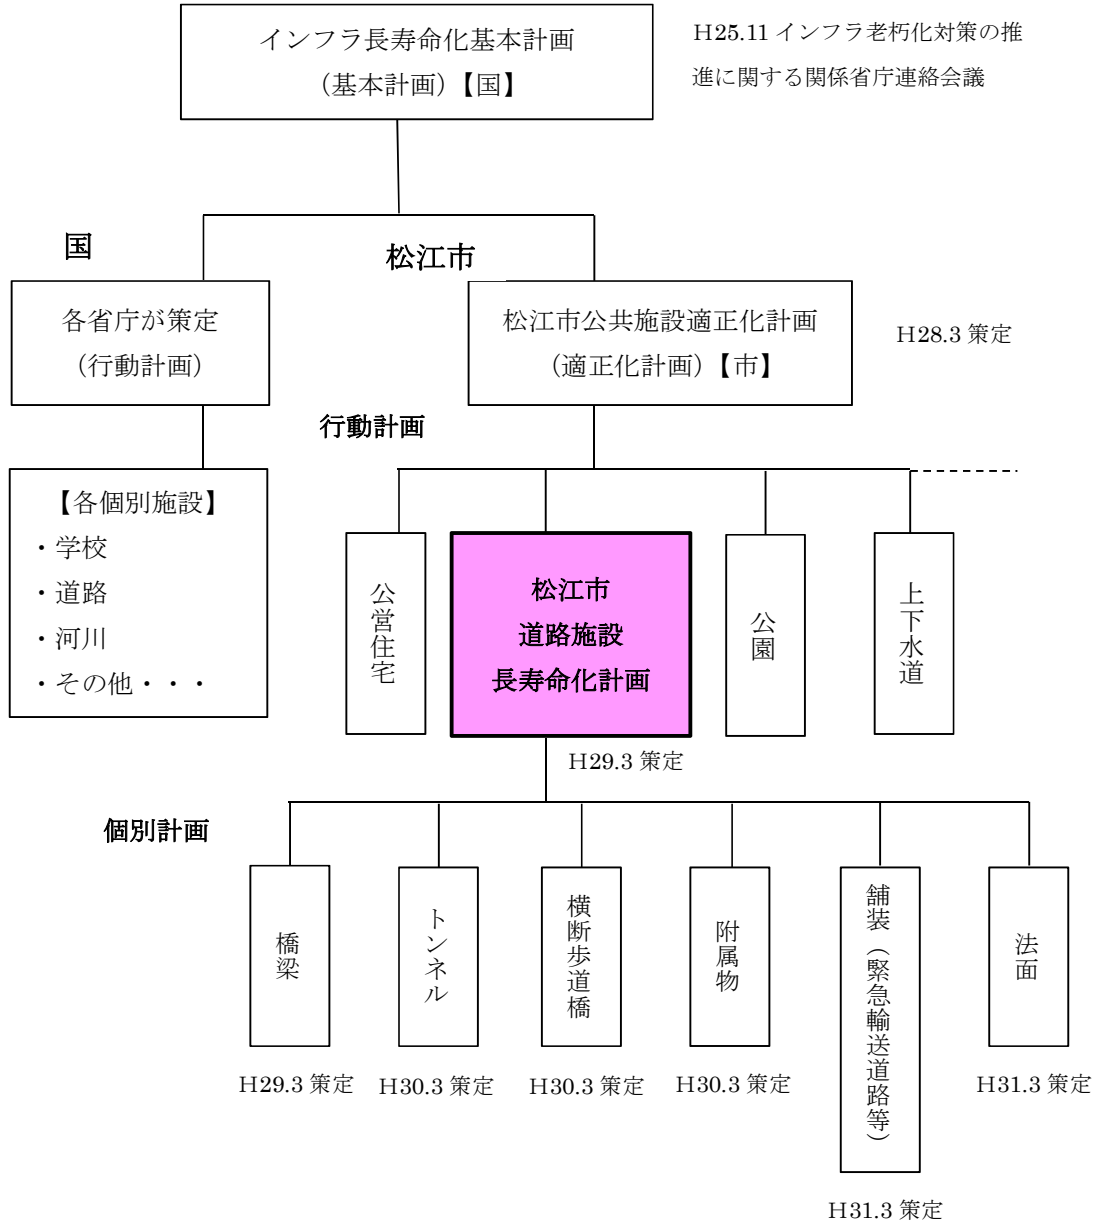 インフラ長寿命化基本計画
（基本計画）【国】
H25.11 インフラ老朽化対策の推
進に関する関係省庁連絡会議
国
松江市
各省庁が策定
（行動計画）
松江市公共施設適正化計画
（適正化計画）【市】
H28.3 策定
行動計画
【各個別施設】
・学校
・道路
・河川
・その他・・・
公営住宅
松江市
道路施設
長寿命化計画
公園
上下水道
H29.3 策定
個別計画
橋梁
トンネル
横断歩道橋
附属物
舗装（緊急輸送道路等）
法面
H29.3 策定
H30.3 策定
H30.3 策定
H30.3 策定
H31.3 策定
H31.3 策定